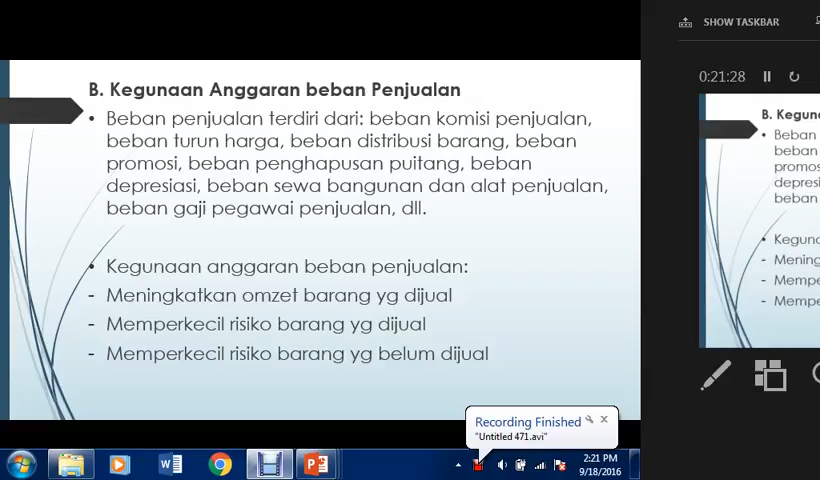 SHOW TASKBAR
0:21:28
B. Kegunaan Anggaran beban Penjualan
• Beban penjualan terdiri dari: beban komisi penjualan,
beban turun harga, beban distribusi barang, beban
promosi, beban penghapusan puitang, beban
depresiasi, beban sewa bangunan dan alat penjualan,
beban gaji pegawai penjualan, dll.
• Kegunaan anggaran beban penjualan:
- Meningkatkan omzet barang yg dijual
- Memperkecil risiko barang yg dijual
- Memperkecil risiko barang yg belum dijual
B. Keguna
• Beban
beban
promos
depresi
beban
• Keguna
- Mening
- Mempe
- Mempe
Recording Finished
"Untitled 471.avi"
2:21 PM
9/18/2016